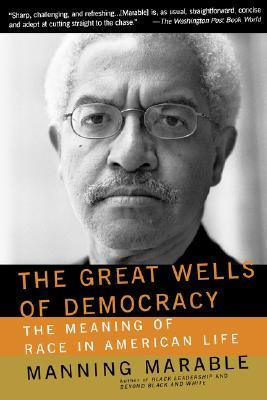 "Sharp, challenging, and refreshing...[Marable] is, as usual, straightforward, concise
and adept at cutting straight to the chase." —The Washington Post Book World
THE GREAT WELLS
OF DEMOCRACY
THE MEANING OF
RACE IN AMERICAN LIFE
MANNING MARABLE
Author of BLACK LEADERSHIP and
BEYOND BLACK AND WHITE